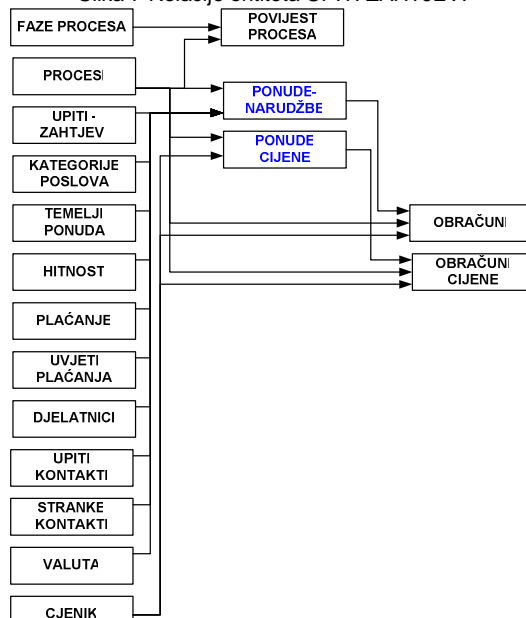 FAZE PROCESA
POVIJEST
PROCESA
PROCESI
PONUDE-
NARUDŽBE
UPITI -
ZAHTJEV
PONUDE
CIJENE
KATEGORIJE
POSLOVA
TEMELJI
PONUDA
OBRAČUNI
HITNOST
OBRAČUNI
CIJENE
PLAĆANJE
UVJETI
PLAĆANJA
DJELATNICI
UPITI
KONTAKTI
STRANKE
KONTAKTI
VALUTA
CJENIK